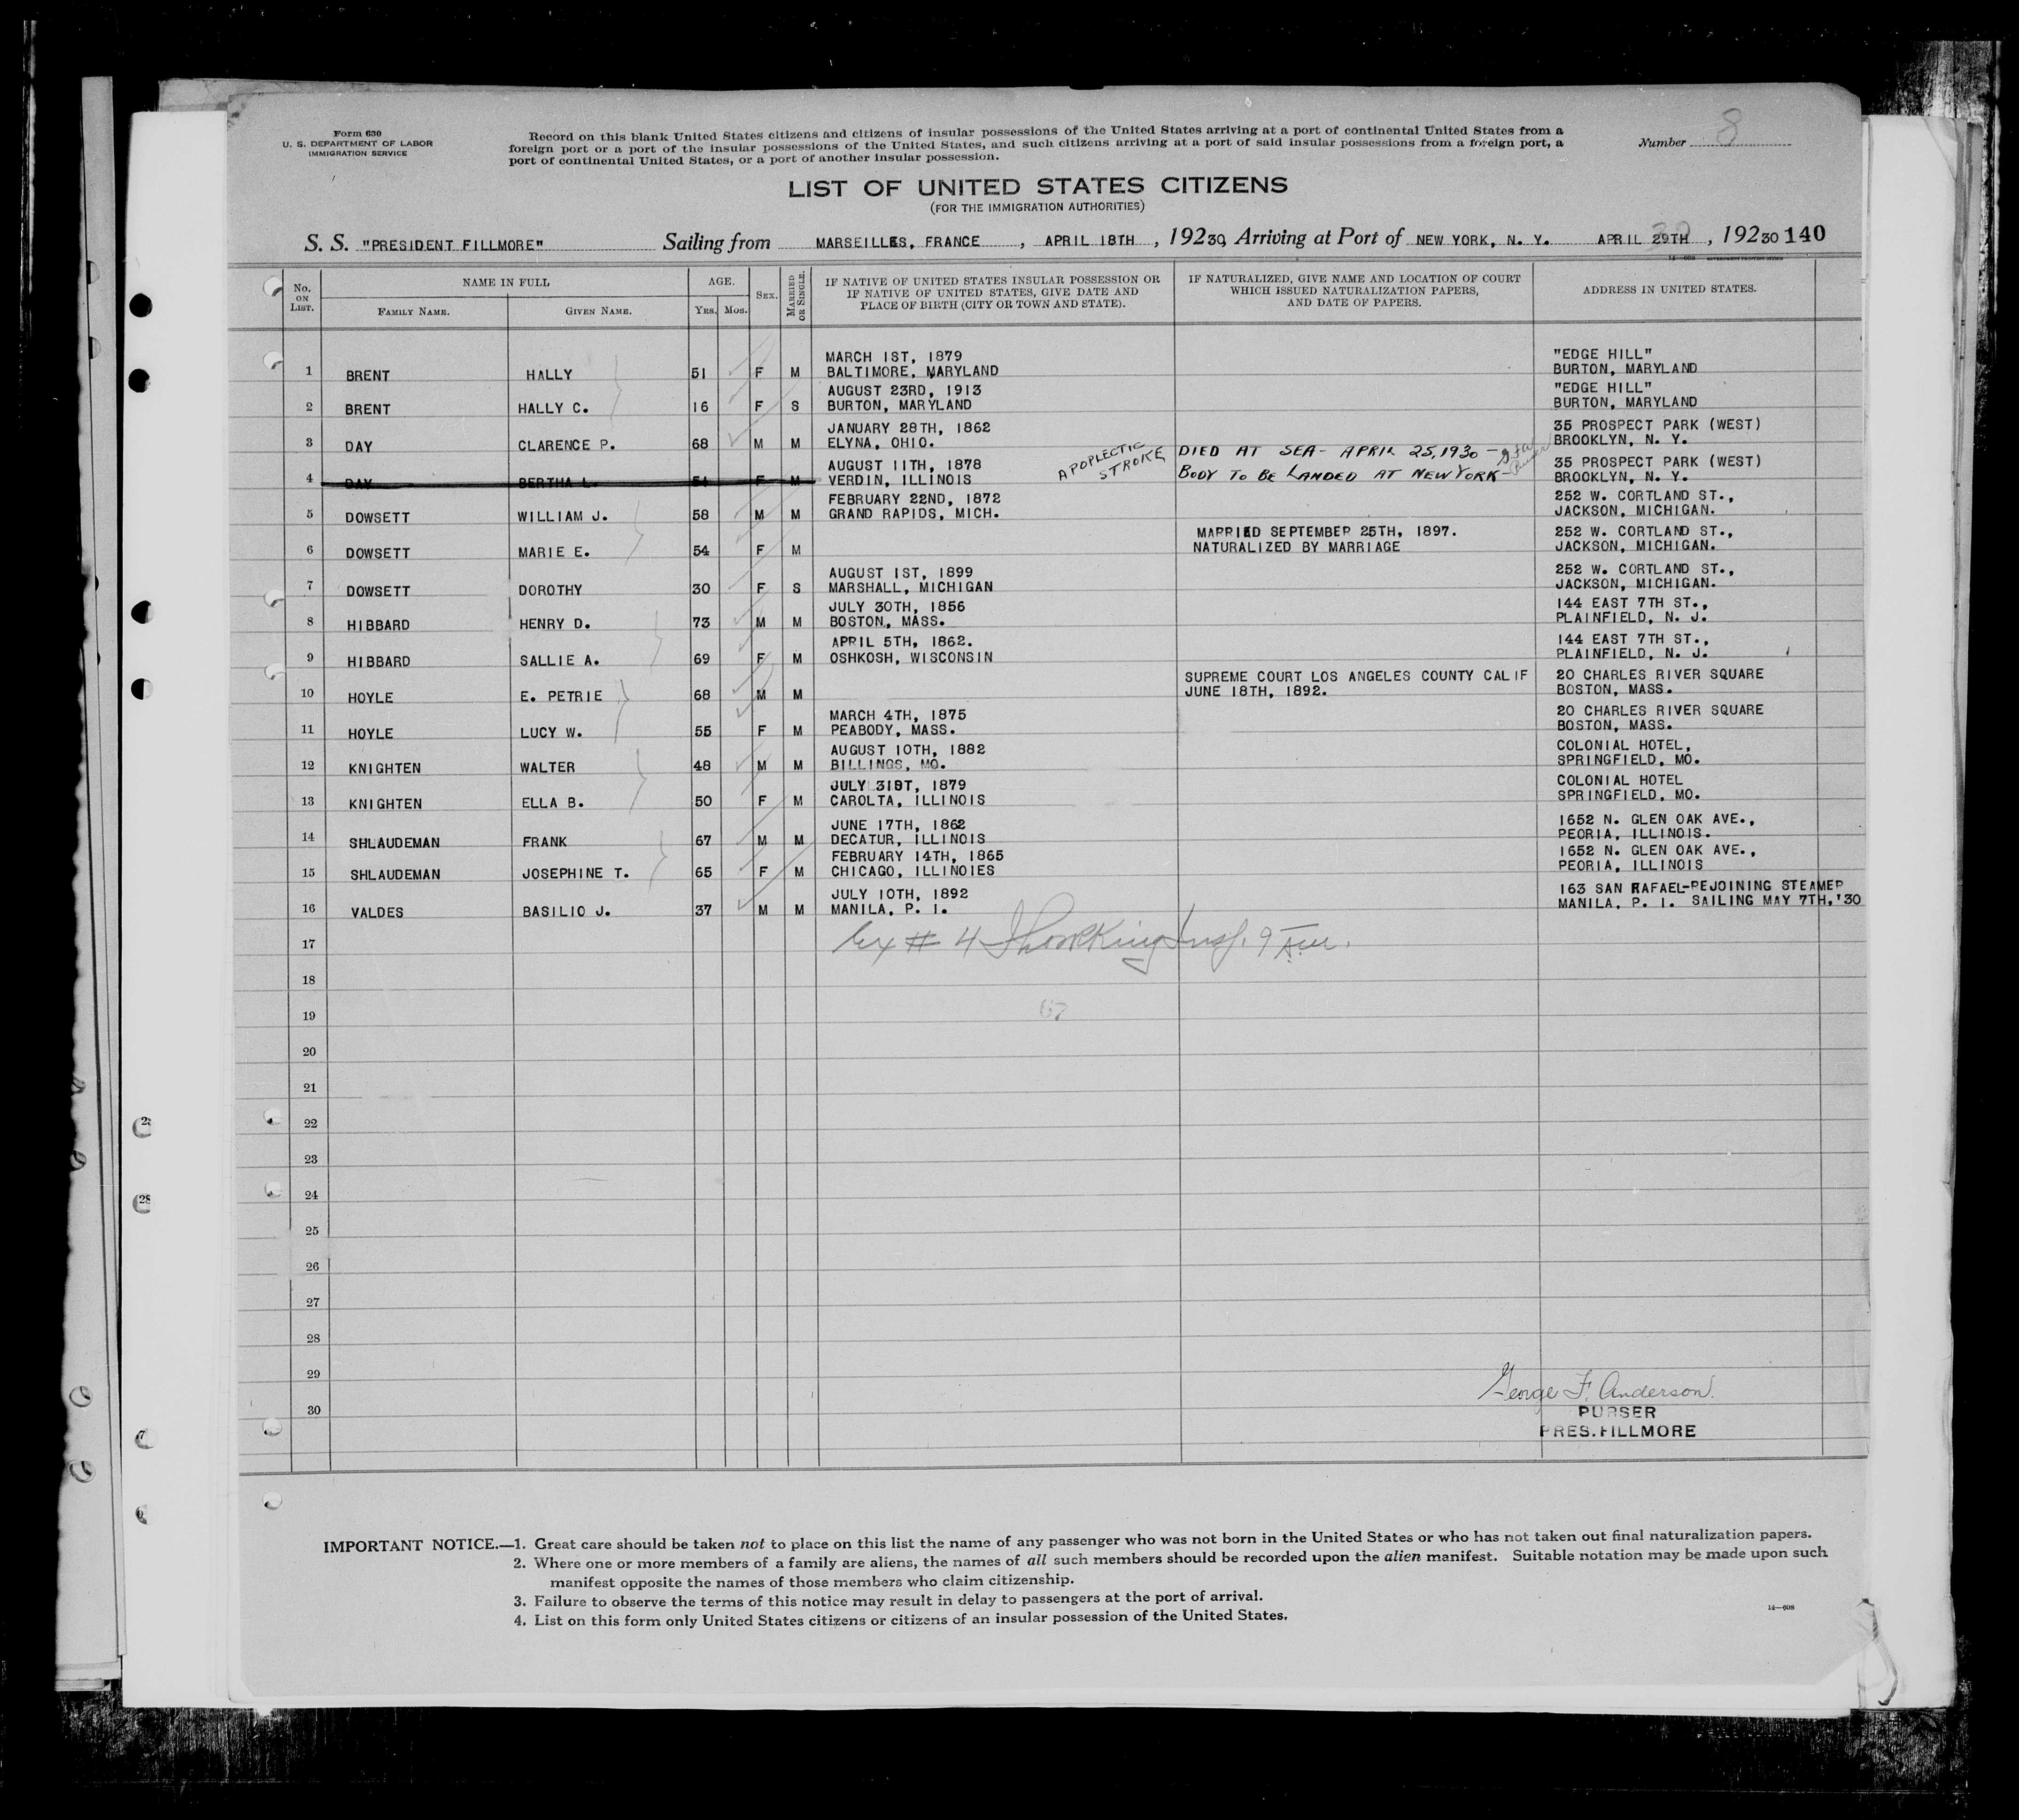 Form 630
U. S. DEPARTMENT OF LABOR
IMMIGRATION SERVICE
Record on this blank United States citizens and citizens of insular possessions of the United States arriving at a port of continental United States from a
foreign port or a port of the insular possessions of the United States, and such citizens arriving at a port of said insular possessions from a foreign port, a
port of continental United States, or a port of another insular possession.
Number 8
LIST OF UNITED STATES CITIZENS
(FOR THE IMMIGRATION AUTHORITIES)
S. S. "PRESIDENT FILLMORE" Sailing from MARSEILLES, FRANCE , APRIL 18TH , 192 30, Arriving at Port of NEW YORK, N. Y. APRIL 29TH , 192 30 140
No. ON LIST. NAME IN FULL AGE. SEX. MARRIED OR SINGLE. IF NATIVE OF UNITED STATES INSULAR POSSESSION OR IF NATIVE OF UNITED STATES, GIVE DATE AND PLACE OF BIRTH (CITY OR TOWN AND STATE). IF NATURALIZED, GIVE NAME AND LOCATION OF COURT WHICH ISSUED NATURALIZATION PAPERS, AND DATE OF PAPERS. ADDRESS IN UNITED STATES.
FAMILY NAME. GIVEN NAME. YRS. MOS.
MARCH 1ST, 1879 "EDGE HILL"
1 BRENT HALLY 51 F M BALTIMORE, MARYLAND BURTON, MARYLAND
AUGUST 23RD, 1913 "EDGE HILL"
2 BRENT HALLY C. 16 F S BURTON, MARYLAND BURTON, MARYLAND
JANUARY 28TH, 1862 35 PROSPECT PARK (WEST)
3 DAY CLARENCE P. 68 M M ELYNA, OHIO. BROOKLYN, N. Y.
AUGUST 11TH, 1878 APOPLECTIC STROKE DIED AT SEA - APRIL 25, 1930 - 35 PROSPECT PARK (WEST)
4 DAY BERTHA L. 51 F M VERDIN, ILLINOIS BODY TO BE LANDED AT NEW YORK - BROOKLYN, N. Y.
FEBRUARY 22ND, 1872 252 W. CORTLAND ST.,
5 DOWSETT WILLIAM J. 58 M M GRAND RAPIDS, MICH. JACKSON, MICHIGAN.
MARRIED SEPTEMBER 25TH, 1897. 252 W. CORTLAND ST.,
6 DOWSETT MARIE E. 54 F M NATURALIZED BY MARRIAGE JACKSON, MICHIGAN.
AUGUST 1ST, 1899 252 W. CORTLAND ST.,
7 DOWSETT DOROTHY 30 F S MARSHALL, MICHIGAN JACKSON, MICHIGAN.
JULY 30TH, 1856 144 EAST 7TH ST.,
8 HIBBARD HENRY D. 73 M M BOSTON, MASS. PLAINFIELD, N. J.
APRIL 5TH, 1862. 144 EAST 7TH ST.,
9 HIBBARD SALLIE A. 69 F M OSHKOSH, WISCONSIN PLAINFIELD, N. J.
SUPREME COURT LOS ANGELES COUNTY CALIF 20 CHARLES RIVER SQUARE
10 HOYLE E. PETRIE 68 M M JUNE 18TH, 1892. BOSTON, MASS.
MARCH 4TH, 1875 20 CHARLES RIVER SQUARE
11 HOYLE LUCY W. 55 F M PEABODY, MASS. BOSTON, MASS.
AUGUST 10TH, 1882 COLONIAL HOTEL,
12 KNIGHTEN WALTER 48 M M BILLINGS, MO. SPRINGFIELD, MO.
JULY 31ST, 1879 COLONIAL HOTEL
13 KNIGHTEN ELLA B. 50 F M CAROLTA, ILLINOIS SPRINGFIELD, MO.
JUNE 17TH, 1862 1652 N. GLEN OAK AVE.,
14 SHLAUDEMAN FRANK 67 M M DECATUR, ILLINOIS PEORIA, ILLINOIS.
FEBRUARY 14TH, 1865 1652 N. GLEN OAK AVE.,
15 SHLAUDEMAN JOSEPHINE T. 65 F M CHICAGO, ILLINOIES PEORIA, ILLINOIS
JULY 10TH, 1892 163 SAN RAFAEL-REJOINING STEAMER
16 VALDES BASILIO J. 37 M M MANILA, P. I. MANILA, P. I. SAILING MAY 7TH,'30
17 Ex # 4
18
19
20
21
22
23
24
25
26
27
28
29 George F. Anderson.
30 PURSER
PRES. FILLMORE
IMPORTANT NOTICE.—1. Great care should be taken not to place on this list the name of any passenger who was not born in the United States or who has not taken out final naturalization papers.
2. Where one or more members of a family are aliens, the names of all such members should be recorded upon the alien manifest. Suitable notation may be made upon such
manifest opposite the names of those members who claim citizenship.
3. Failure to observe the terms of this notice may result in delay to passengers at the port of arrival.
4. List on this form only United States citizens or citizens of an insular possession of the United States.
14—608